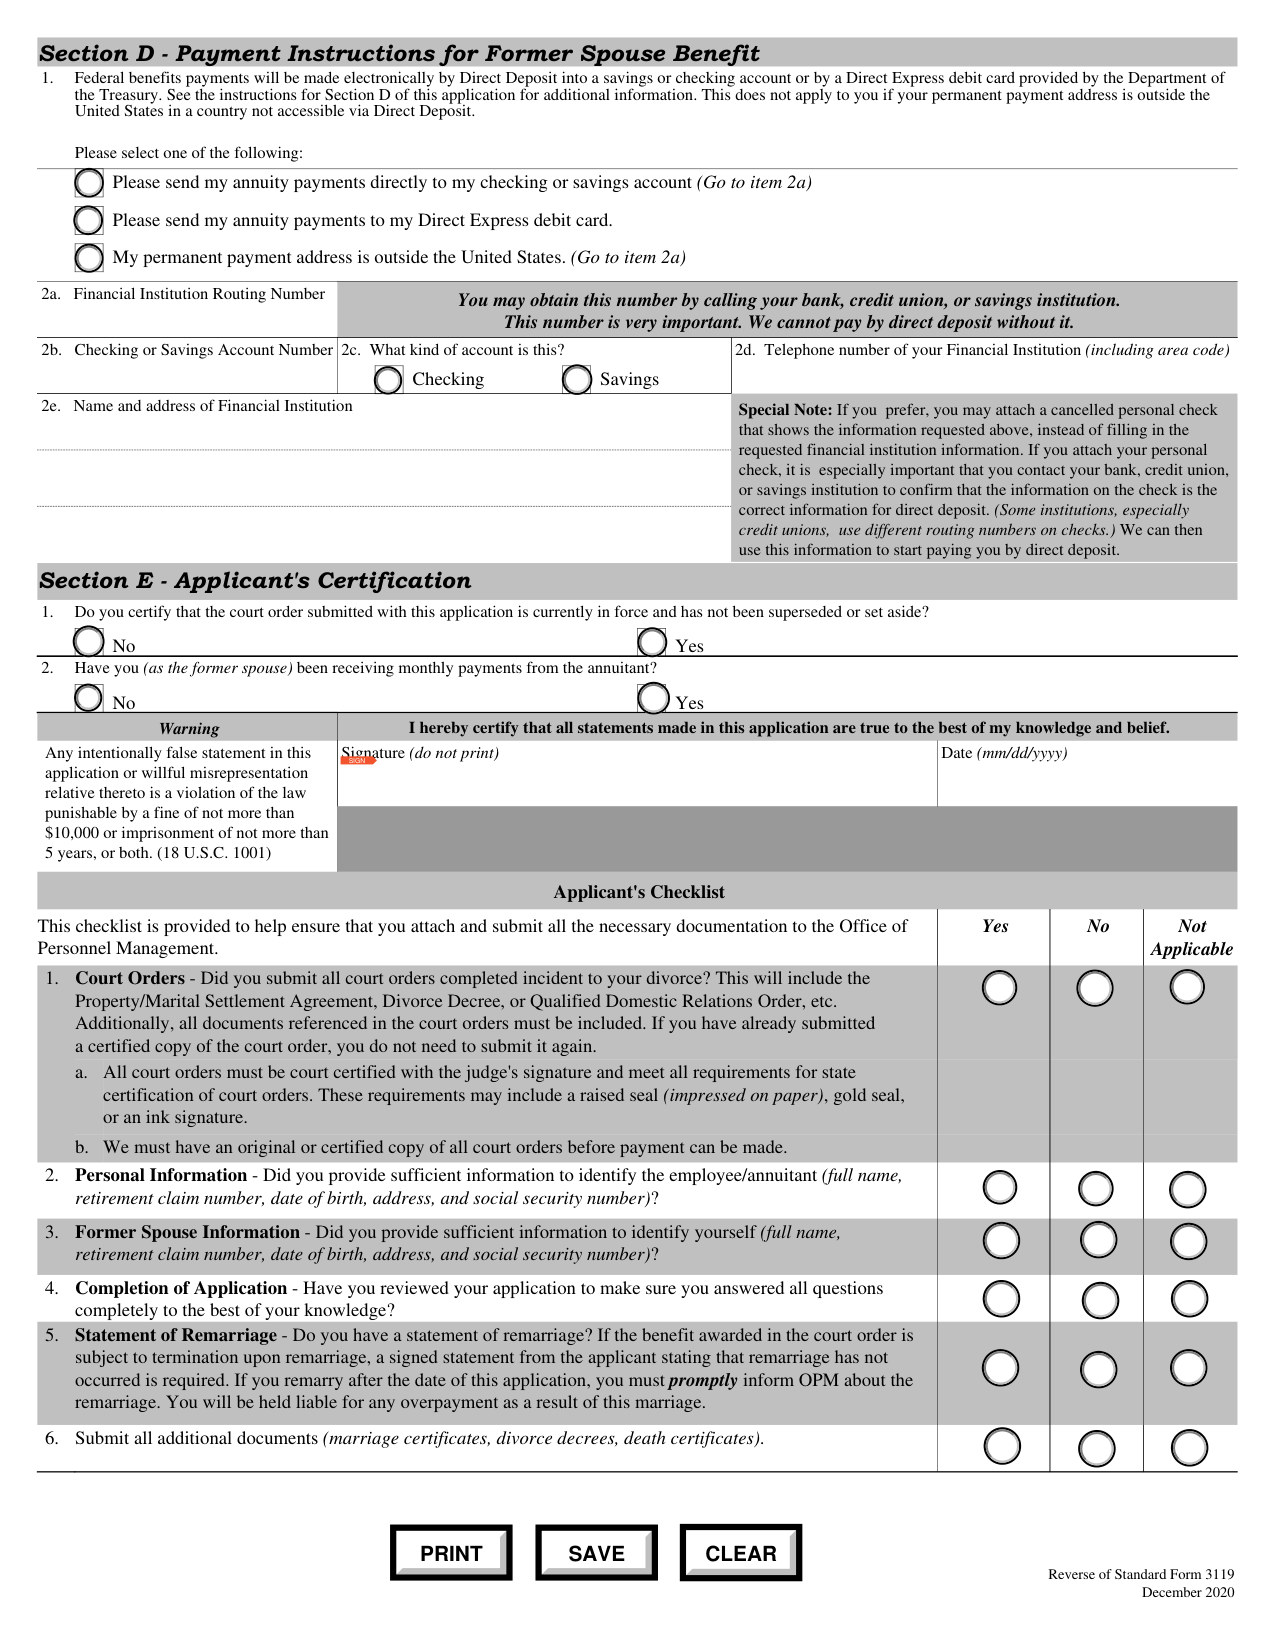 Section D - Payment Instructions for Former Spouse Benefit
1. Federal benefits payments will be made electronically by Direct Deposit into a savings or checking account or by a Direct Express debit card provided by the Department of
the Treasury. See the instructions for Section D of this application for additional information. This does not apply to you if your permanent payment address is outside the
United States in a country not accessible via Direct Deposit.
Please select one of the following:
Please send my annuity payments directly to my checking or savings account (Go to item 2a)
Please send my annuity payments to my Direct Express debit card.
My permanent payment address is outside the United States. (Go to item 2a)
2a. Financial Institution Routing Number
You may obtain this number by calling your bank, credit union, or savings institution.
This number is very important. We cannot pay by direct deposit without it.
2b. Checking or Savings Account Number
2c. What kind of account is this?
Checking Savings
2d. Telephone number of your Financial Institution (including area code)
2e. Name and address of Financial Institution
Special Note: If you prefer, you may attach a cancelled personal check
that shows the information requested above, instead of filling in the
requested financial institution information. If you attach your personal
check, it is especially important that you contact your bank, credit union,
or savings institution to confirm that the information on the check is the
correct information for direct deposit. (Some institutions, especially
credit unions, use different routing numbers on checks.) We can then
use this information to start paying you by direct deposit.
Section E - Applicant's Certification
1. Do you certify that the court order submitted with this application is currently in force and has not been superseded or set aside?
No Yes
2. Have you (as the former spouse) been receiving monthly payments from the annuitant?
No Yes
Warning
Any intentionally false statement in this
application or willful misrepresentation
relative thereto is a violation of the law
punishable by a fine of not more than
$10,000 or imprisonment of not more than
5 years, or both. (18 U.S.C. 1001)
I hereby certify that all statements made in this application are true to the best of my knowledge and belief.
Signature (do not print)
SIGN
Date (mm/dd/yyyy)
Applicant's Checklist
This checklist is provided to help ensure that you attach and submit all the necessary documentation to the Office of
Personnel Management.
Yes No Not
Applicable
1. Court Orders - Did you submit all court orders completed incident to your divorce? This will include the
Property/Marital Settlement Agreement, Divorce Decree, or Qualified Domestic Relations Order, etc.
Additionally, all documents referenced in the court orders must be included. If you have already submitted
a certified copy of the court order, you do not need to submit it again.
a. All court orders must be court certified with the judge's signature and meet all requirements for state
certification of court orders. These requirements may include a raised seal (impressed on paper), gold seal,
or an ink signature.
b. We must have an original or certified copy of all court orders before payment can be made.
2. Personal Information - Did you provide sufficient information to identify the employee/annuitant (full name,
retirement claim number, date of birth, address, and social security number)?
3. Former Spouse Information - Did you provide sufficient information to identify yourself (full name,
retirement claim number, date of birth, address, and social security number)?
4. Completion of Application - Have you reviewed your application to make sure you answered all questions
completely to the best of your knowledge?
5. Statement of Remarriage - Do you have a statement of remarriage? If the benefit awarded in the court order is
subject to termination upon remarriage, a signed statement from the applicant stating that remarriage has not
occurred is required. If you remarry after the date of this application, you must promptly inform OPM about the
remarriage. You will be held liable for any overpayment as a result of this marriage.
6. Submit all additional documents (marriage certificates, divorce decrees, death certificates).
PRINT SAVE CLEAR
Reverse of Standard Form 3119
December 2020